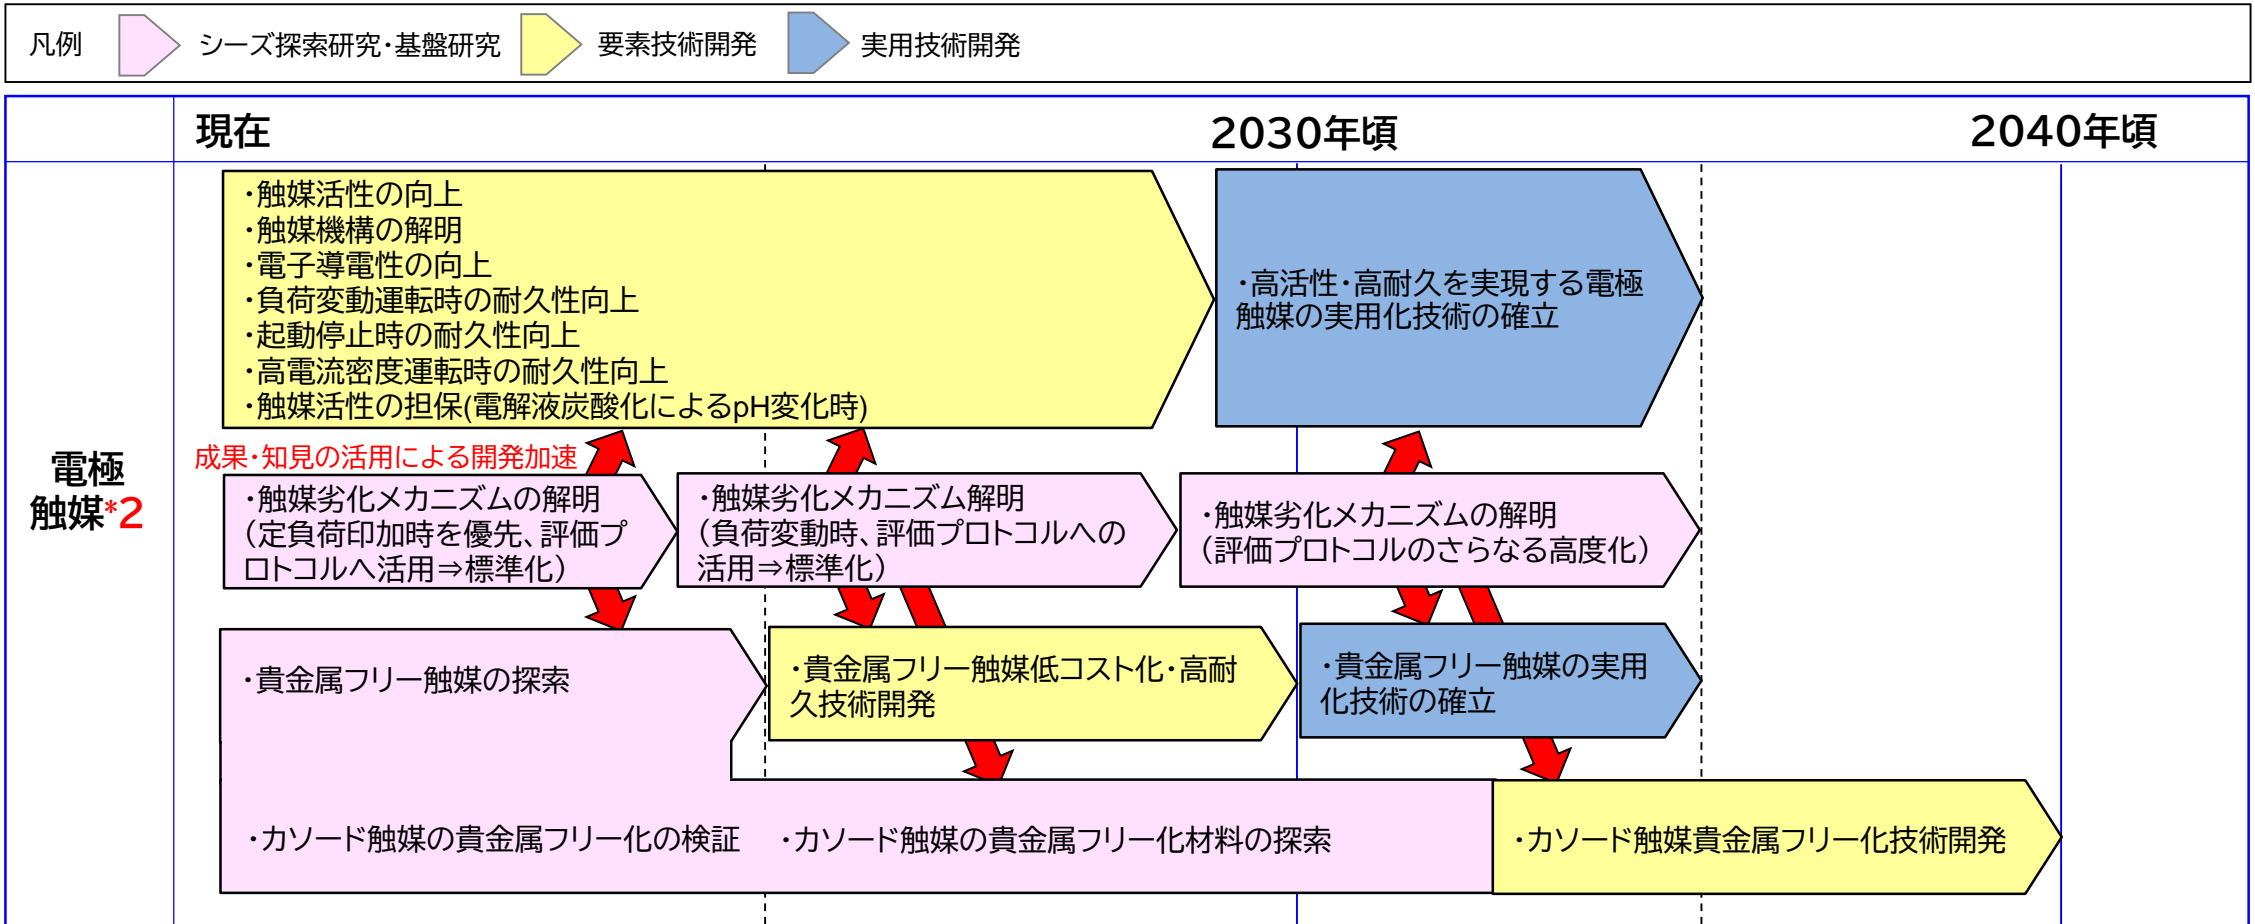 凡例
シーズ探索研究・基盤研究
要素技術開発
実用技術開発
現在
2030年頃
2040年頃
電極
触媒*2
・触媒活性の向上
・触媒機構の解明
・電子導電性の向上
・負荷変動運転時の耐久性向上
・起動停止時の耐久性向上
・高電流密度運転時の耐久性向上
・触媒活性の担保(電解液炭酸化によるpH変化時)
・高活性・高耐久を実現する電極
触媒の実用化技術の確立
成果・知見の活用による開発加速
・触媒劣化メカニズムの解明
（定負荷印加時を優先、評価プ
ロトコルへ活用⇒標準化）
・触媒劣化メカニズム解明
（負荷変動時、評価プロトコルへの
活用⇒標準化）
・触媒劣化メカニズムの解明
（評価プロトコルのさらなる高度化）
・貴金属フリー触媒の探索
・貴金属フリー触媒低コスト化・高耐
久技術開発
・貴金属フリー触媒の実用
化技術の確立
・カソード触媒の貴金属フリー化の検証
・カソード触媒の貴金属フリー化材料の探索
・カソード触媒貴金属フリー化技術開発